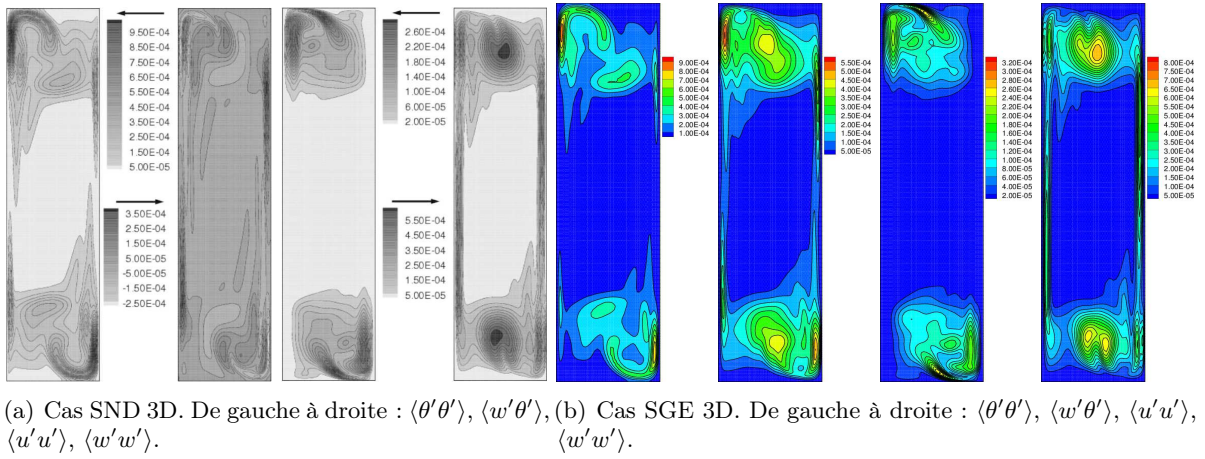 9.50E-04
8.50E-04
7.50E-04
6.50E-04
5.50E-04
4.50E-04
3.50E-04
2.50E-04
1.50E-04
5.00E-05
3.50E-04
2.50E-04
1.50E-04
5.00E-05
-5.00E-05
-1.50E-04
-2.50E-04
2.60E-04
2.20E-04
1.80E-04
1.40E-04
1.00E-04
6.00E-05
2.00E-05
5.50E-04
4.50E-04
3.50E-04
2.50E-04
1.50E-04
5.00E-05
9.00E-04
8.00E-04
7.00E-04
6.00E-04
5.00E-04
4.00E-04
3.00E-04
2.00E-04
1.00E-04
5.50E-04
5.00E-04
4.50E-04
4.00E-04
3.50E-04
3.00E-04
2.50E-04
2.00E-04
1.50E-04
1.00E-04
5.00E-05
3.20E-04
3.00E-04
2.80E-04
2.60E-04
2.40E-04
2.20E-04
2.00E-04
1.80E-04
1.60E-04
1.40E-04
1.20E-04
1.00E-04
8.00E-05
6.00E-05
4.00E-05
2.00E-05
8.00E-04
7.50E-04
7.00E-04
6.50E-04
6.00E-04
5.50E-04
5.00E-04
4.50E-04
4.00E-04
3.50E-04
3.00E-04
2.50E-04
2.00E-04
1.50E-04
1.00E-04
5.00E-05
(a) Cas SND 3D. De gauche à droite : ⟨θ′θ′⟩, ⟨w′θ′⟩,
⟨u′u′⟩, ⟨w′w′⟩.
(b) Cas SGE 3D. De gauche à droite : ⟨θ′θ′⟩, ⟨w′θ′⟩, ⟨u′u′⟩,
⟨w′w′⟩.